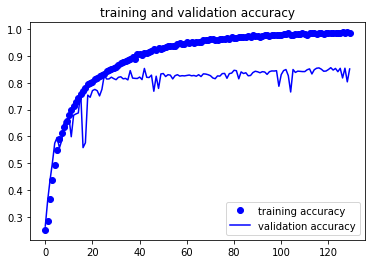 training and validation accuracy
1.0
0.9
0.8
0.7
0.6
0.5
0.4
0.3
training accuracy
validation accuracy
0 20 40 60 80 100 120